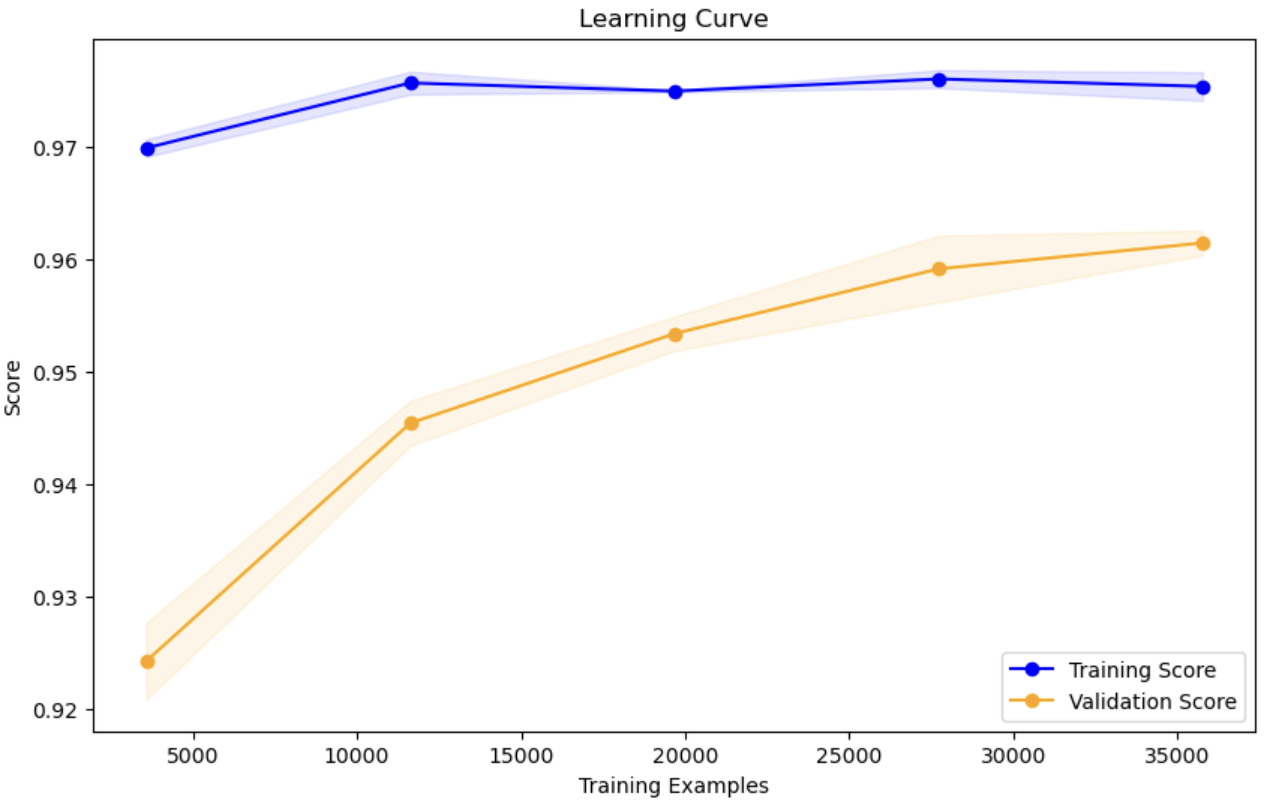 Learning Curve
0.97
0.96
0.95
0.94
0.93
0.92
Score
Training Score
Validation Score
5000 10000 15000 20000 25000 30000 35000
Training Examples